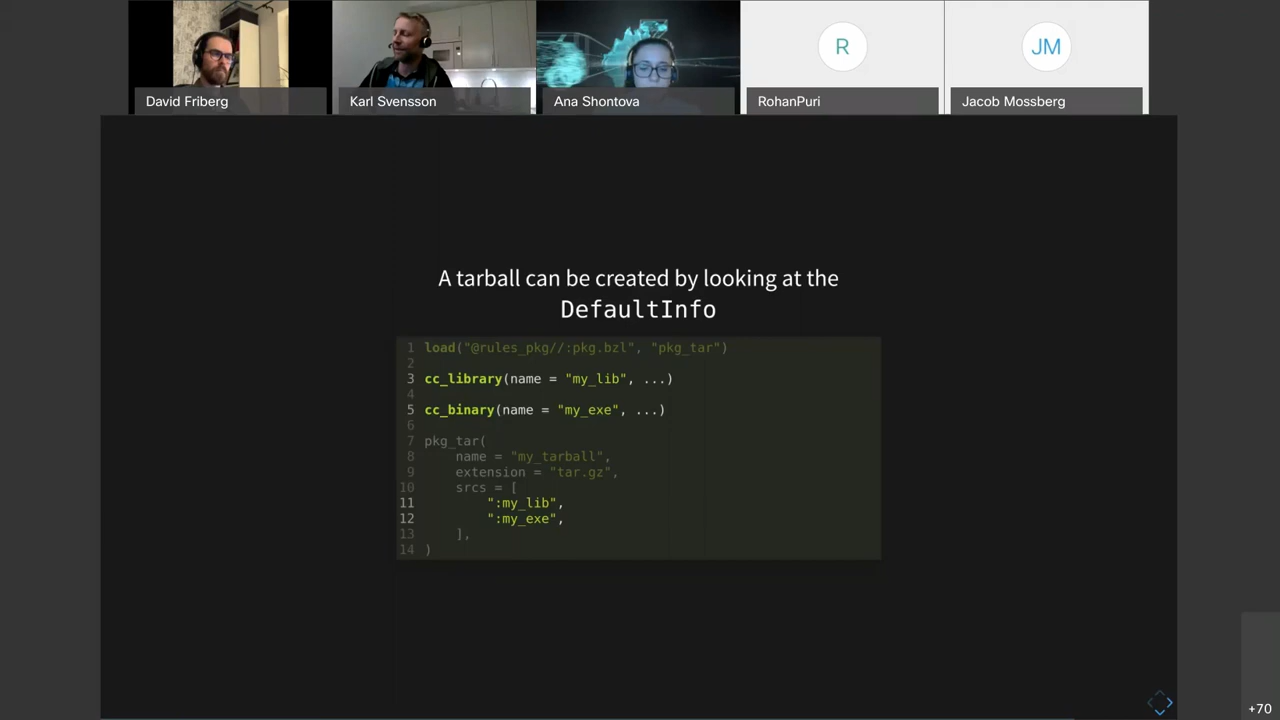 David Friberg
Karl Svensson
Ana Shontova
R
RohanPuri
JM
Jacob Mossberg
A tarball can be created by looking at the
DefaultInfo
1 load("@rules_pkg//:pkg.bzl", "pkg_tar")
2
3 cc_library(name = "my_lib", ...)
4
5 cc_binary(name = "my_exe", ...)
6
7 pkg_tar(
8     name = "my_tarball",
9     extension = "tar.gz",
10     srcs = [
11         ":my_lib",
12         ":my_exe",
13     ],
14 )
+70